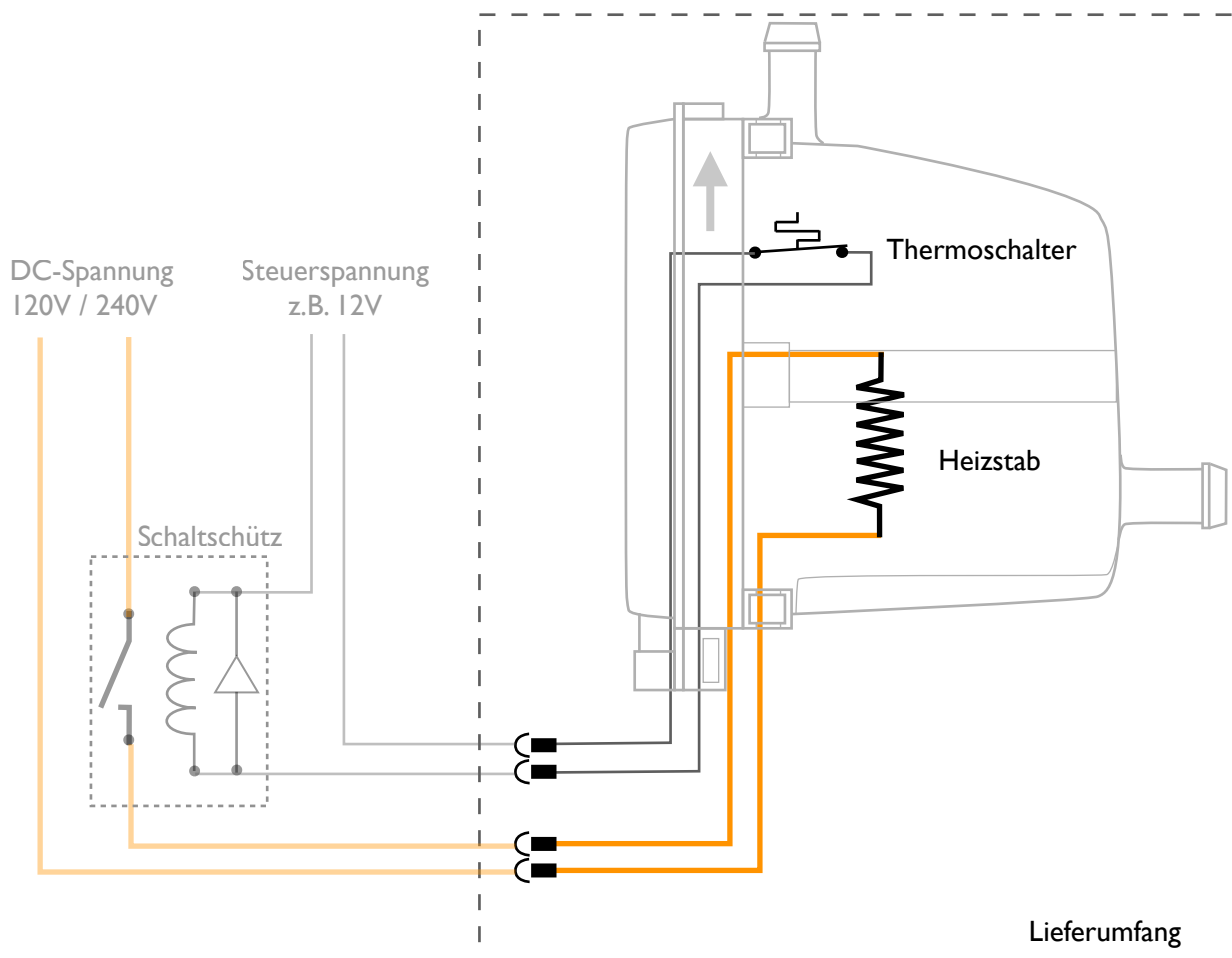 DC-Spannung
120V / 240V
Steuerspannung
z.B. 12V
Thermoschalter
Heizstab
Schaltschütz
Lieferumfang